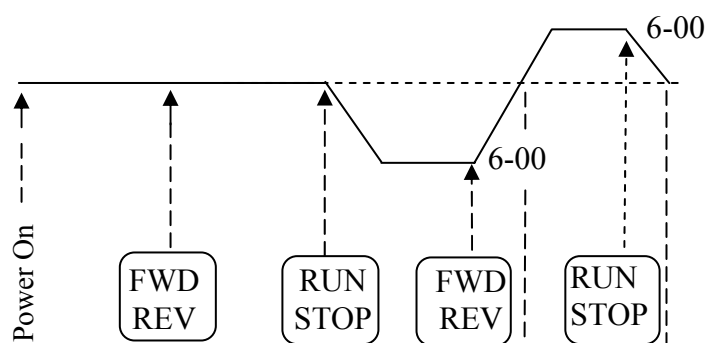 6-00
6-00
Power On
FWD
REV
RUN
STOP
FWD
REV
RUN
STOP